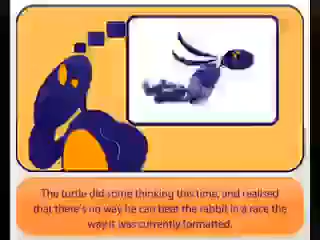 The turtle did some thinking this time, and realised
that there's no way he can beat the rabbit in a race the
way it was currently formatted.